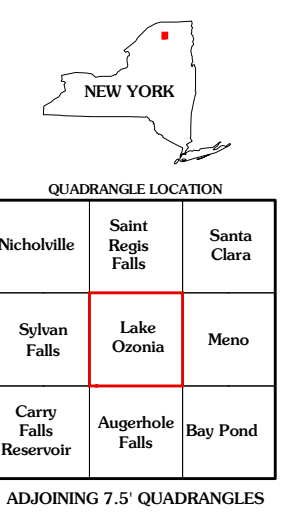 NEW YORK
QUADRANGLE LOCATION
Nicholville
Saint
Regis
Falls
Santa
Clara
Sylvan
Falls
Lake
Ozonia
Meno
Carry
Falls
Reservoir
Augerhole
Falls
Bay Pond
ADJOINING 7.5' QUADRANGLES